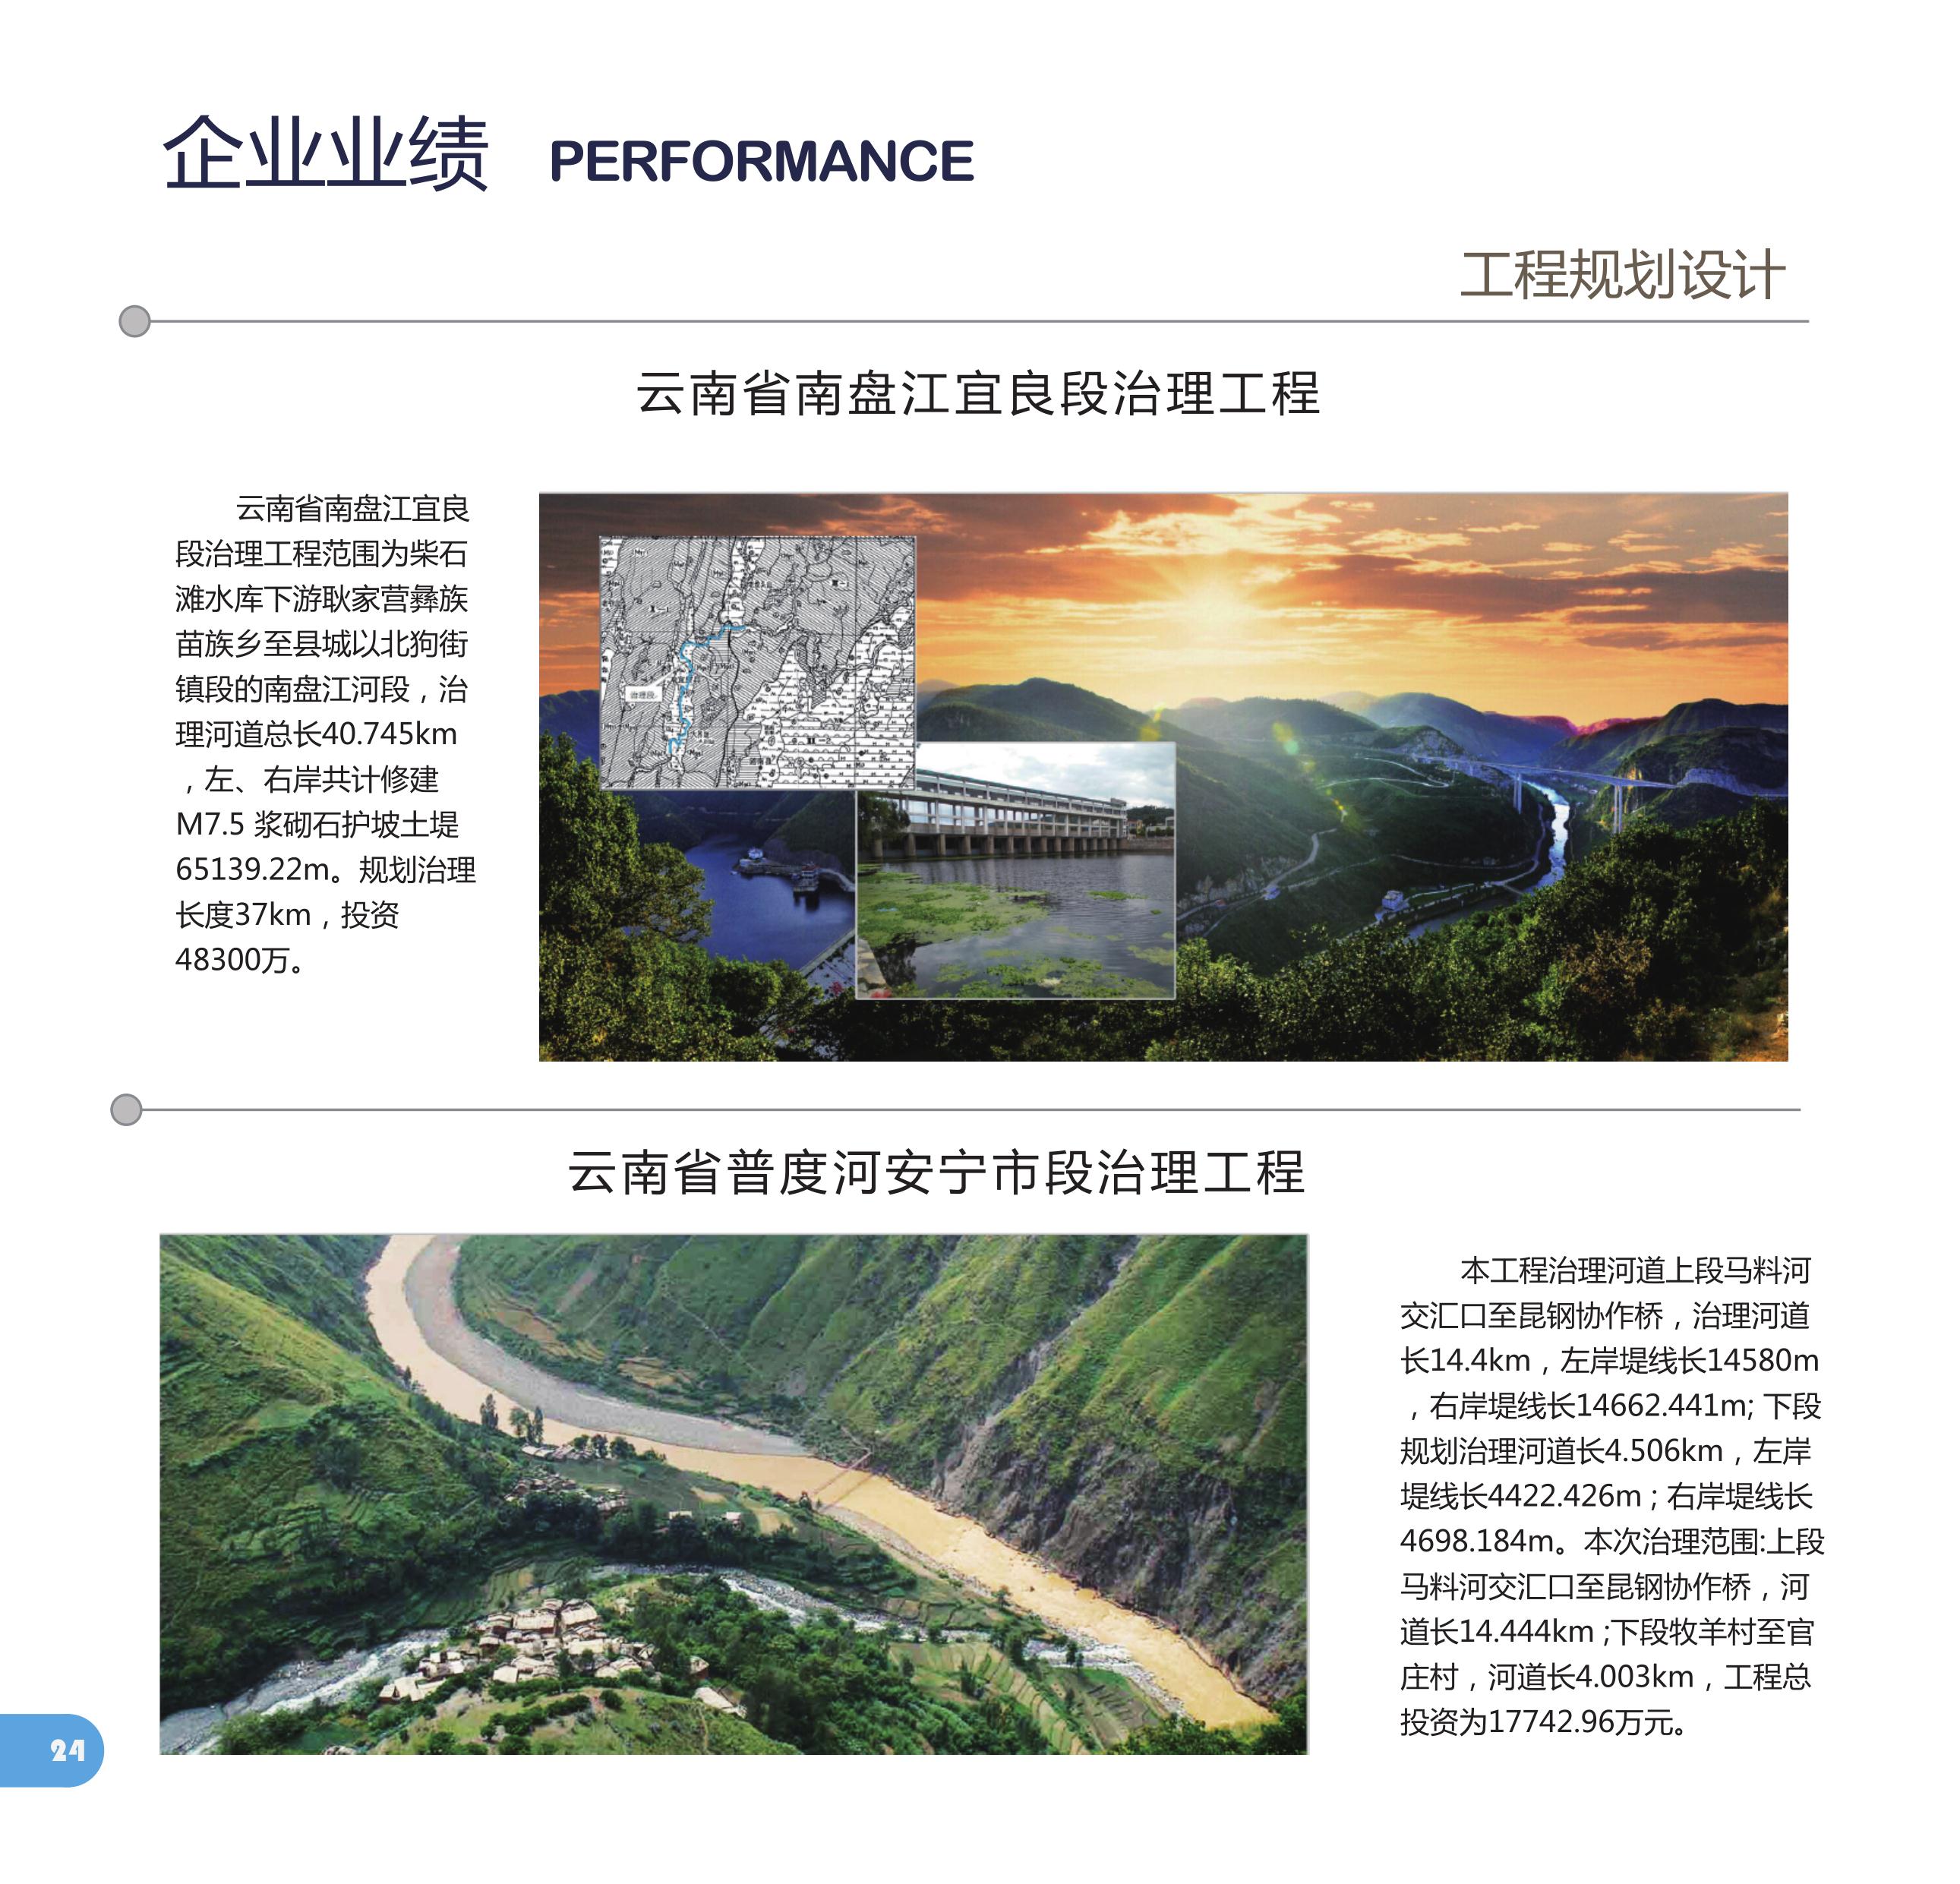 企业业绩 PERFORMANCE
工程规划设计
云南省南盘江宜良段治理工程
云南省南盘江宜良
段治理工程范围为柴石
滩水库下游耿家营彝族
苗族乡至县城以北狗街
镇段的南盘江河段，治
理河道总长40.745km
，左、右岸共计修建
M7.5 浆砌石护坡土堤
65139.22m。规划治理
长度37km，投资
48300万。
治理段
云南省普度河安宁市段治理工程
本工程治理河道上段马料河
交汇口至昆钢协作桥，治理河道
长14.4km，左岸堤线长14580m
，右岸堤线长14662.441m; 下段
规划治理河道长4.506km，左岸
堤线长4422.426m；右岸堤线长
4698.184m。本次治理范围:上段
马料河交汇口至昆钢协作桥，河
道长14.444km ;下段牧羊村至官
庄村，河道长4.003km，工程总
投资为17742.96万元。
24